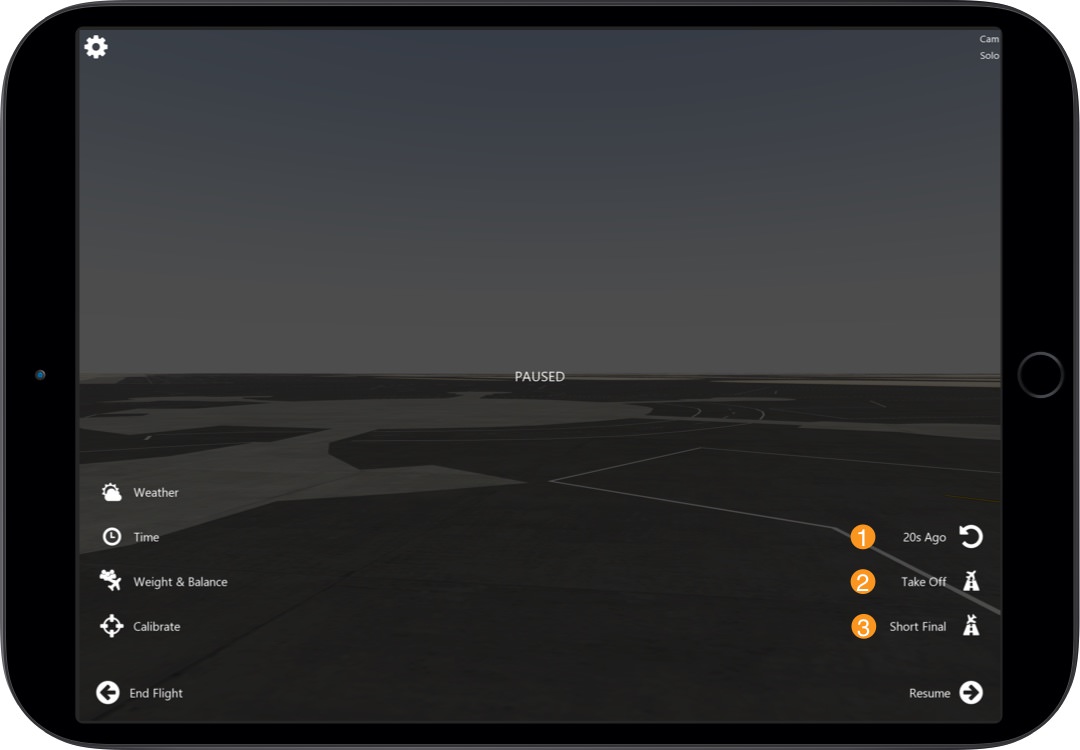 Cam
Solo
PAUSED
Weather
Time
1 20s Ago
Weight & Balance
2 Take Off
Calibrate
3 Short Final
End Flight
Resume